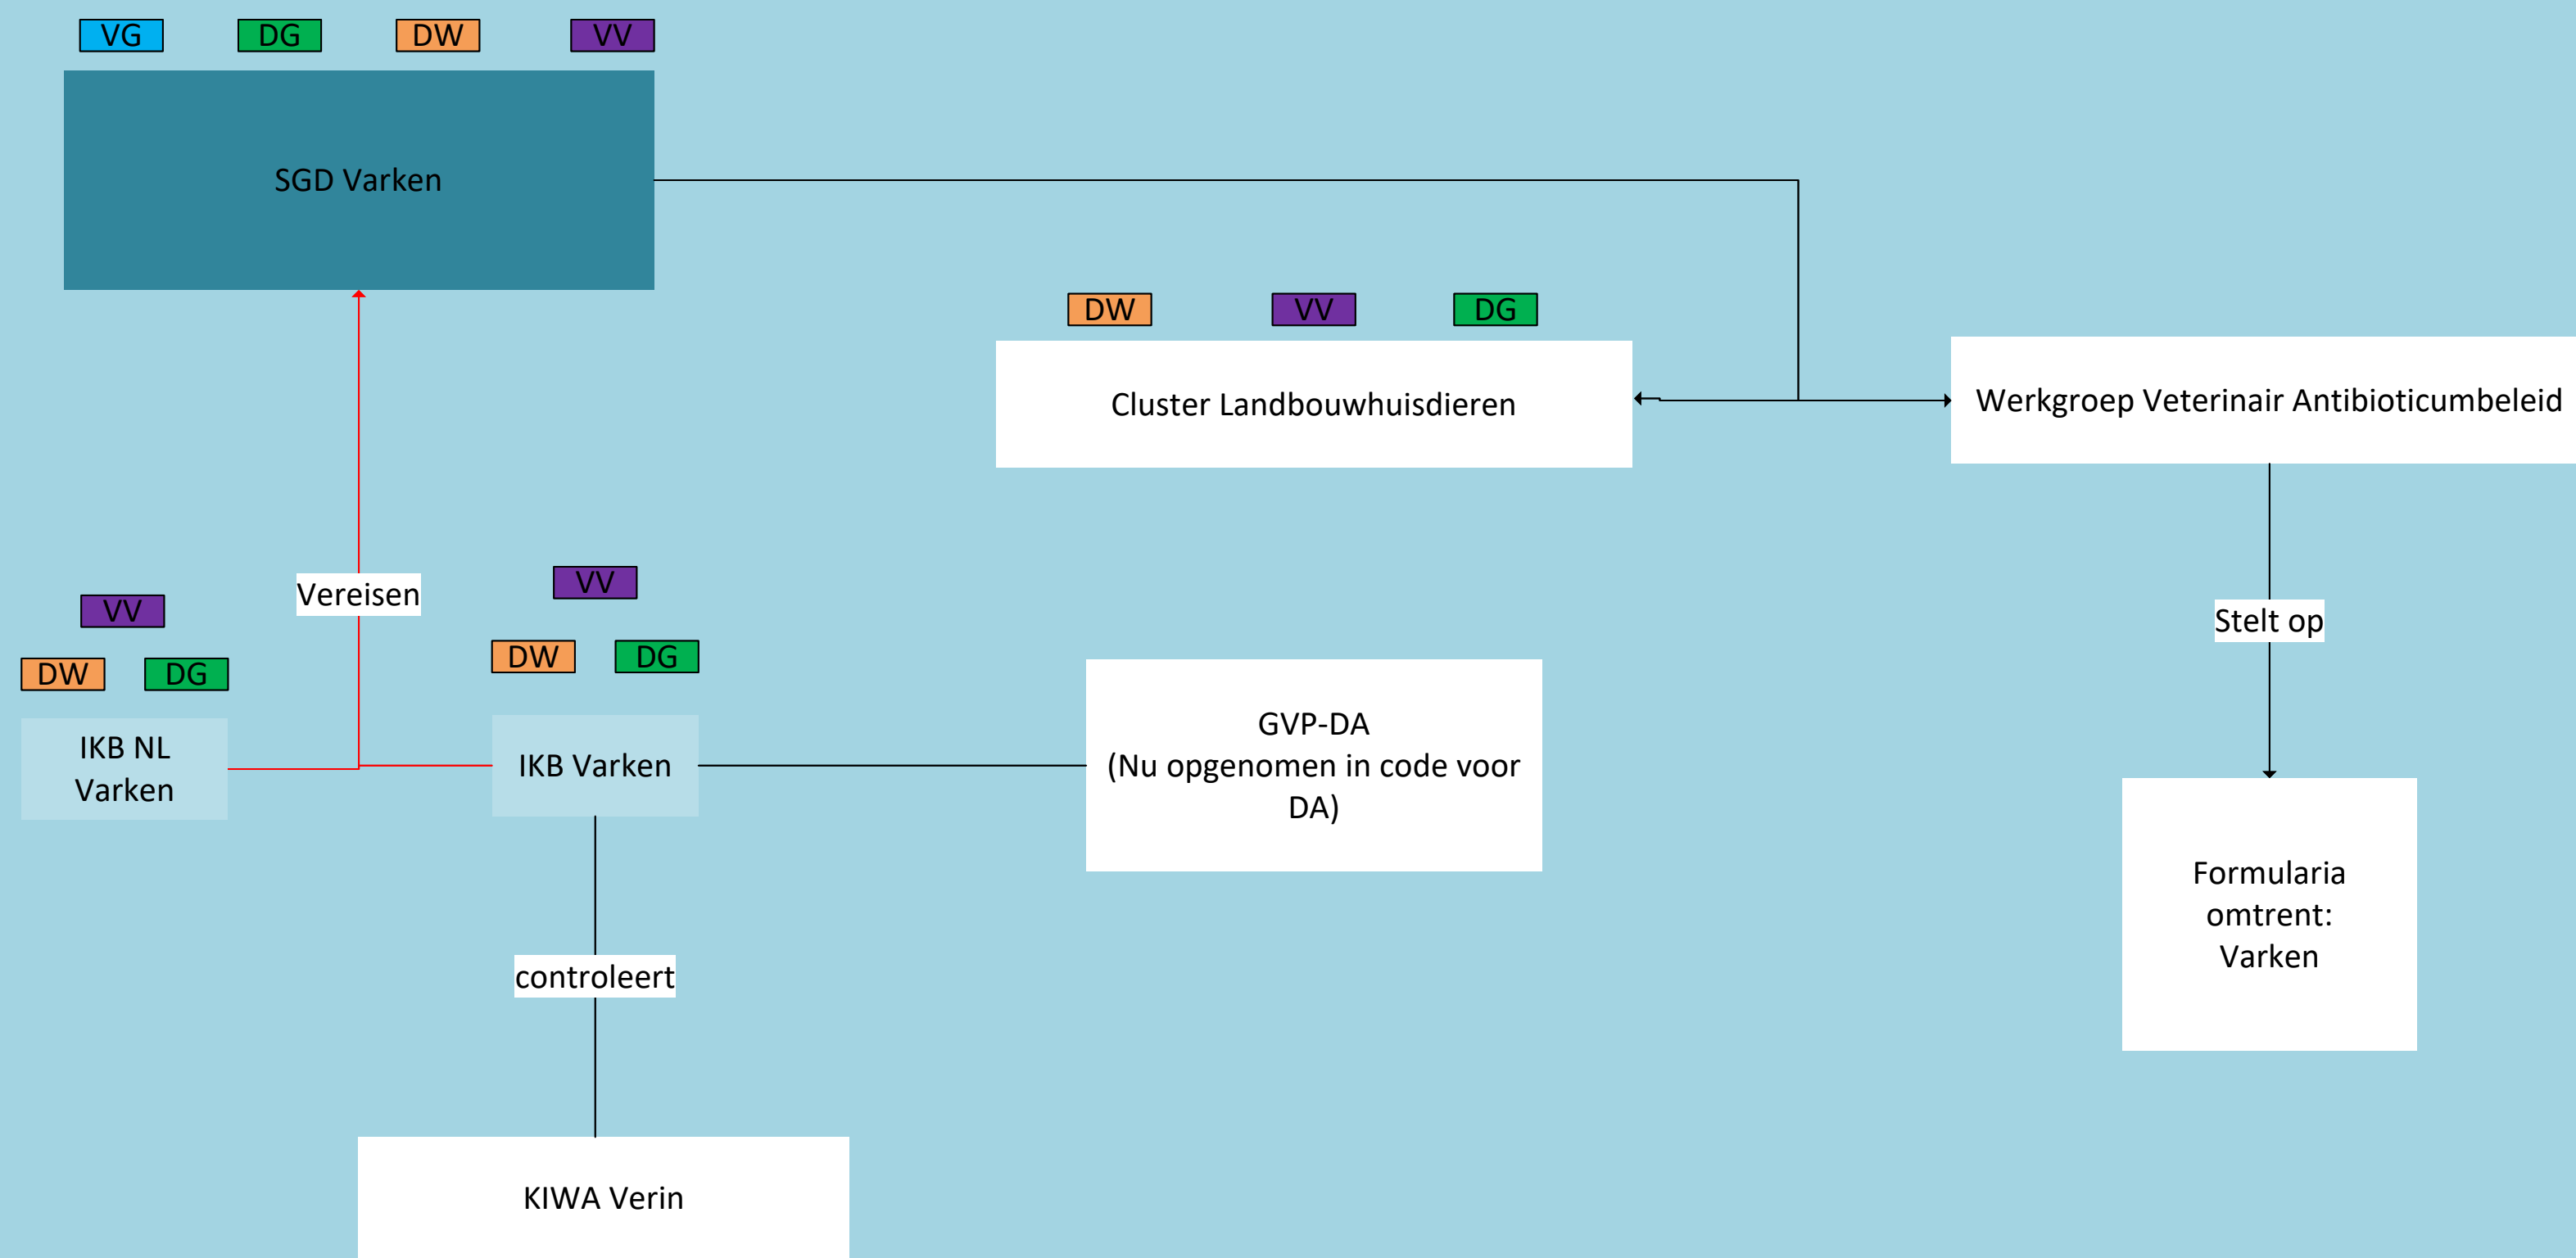 VG
DG
DW
VV
SGD Varken
DW
VV
DG
Cluster Landbouwhuisdieren
Werkgroep Veterinair Antibioticumbeleid
Vereisen
VV
DW
DG
VV
DW
DG
Stelt op
IKB NL
Varken
IKB Varken
GVP-DA
(Nu opgenomen in code voor
DA)
Formularia
omtrent:
Varken
controleert
KIWA Verin